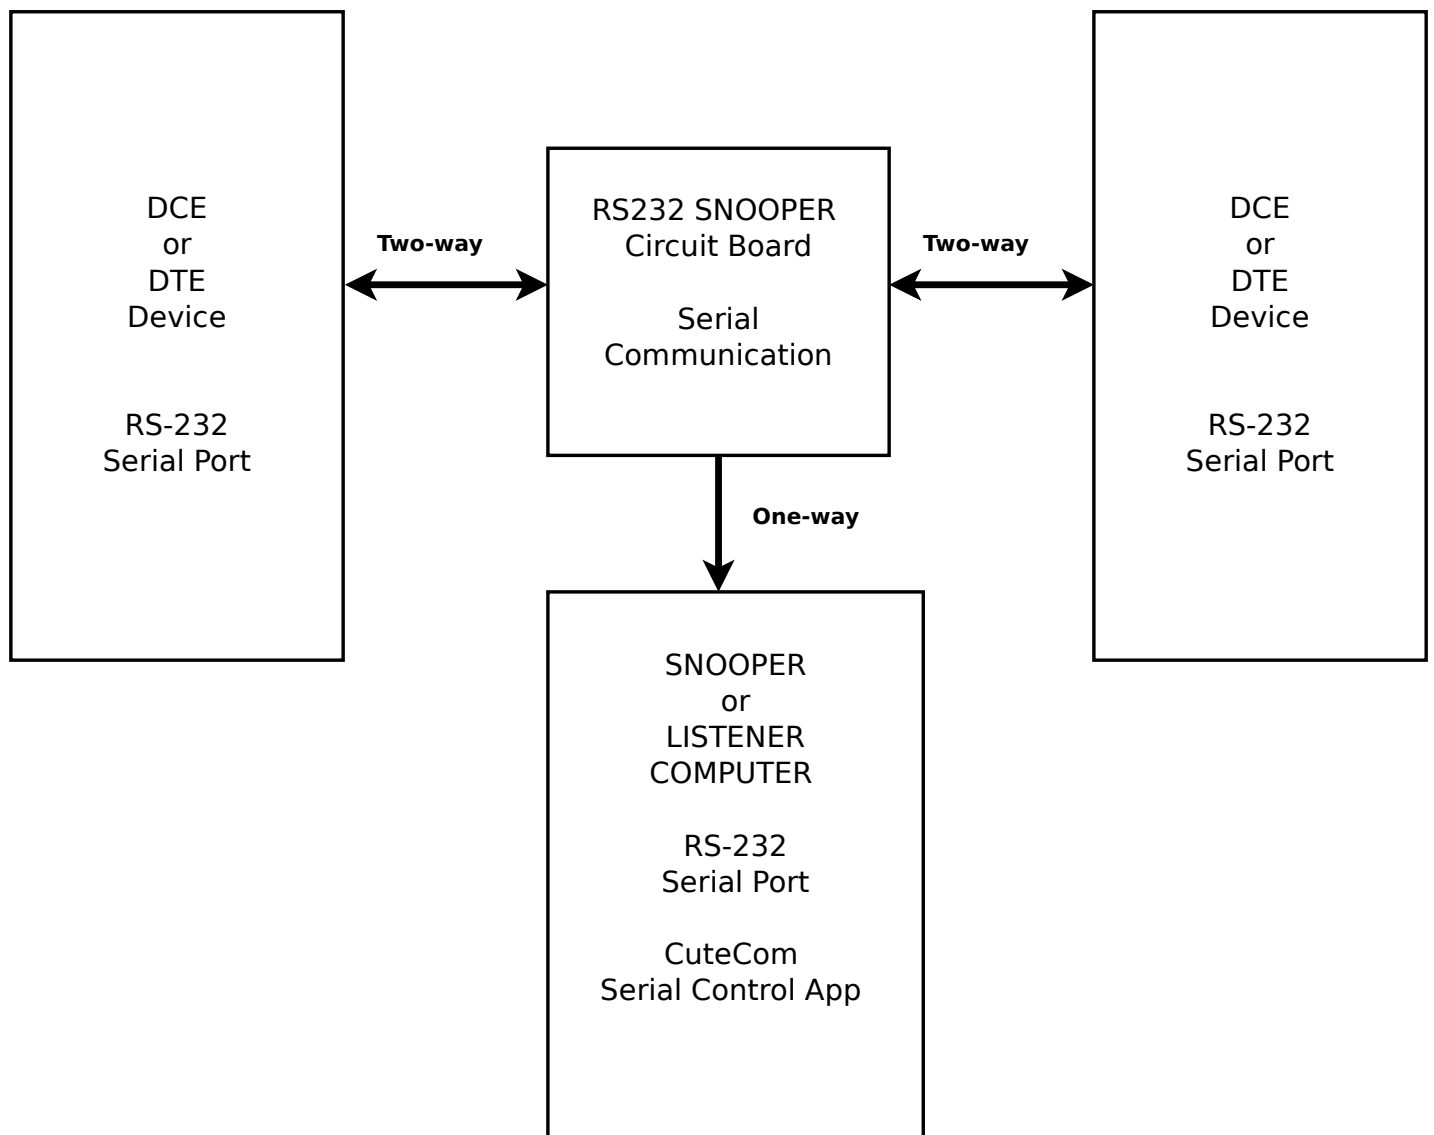 DCE
or
DTE
Device
RS-232
Serial Port
Two-way
RS232 SNOOPER
Circuit Board
Serial
Communication
Two-way
DCE
or
DTE
Device
RS-232
Serial Port
One-way
SNOOPER
or
LISTENER
COMPUTER
RS-232
Serial Port
CuteCom
Serial Control App